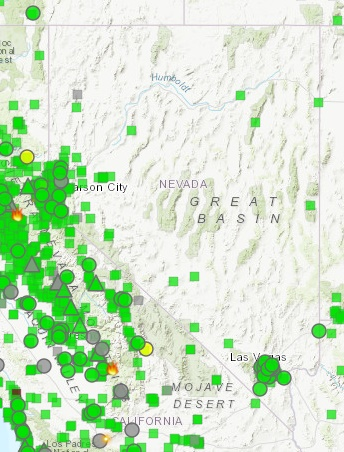 Humboldt
arson City
NEVADA
GREAT
BASIN
Las Vegas
MOJAVE
DESERT
CALIFORNIA
Los Padres